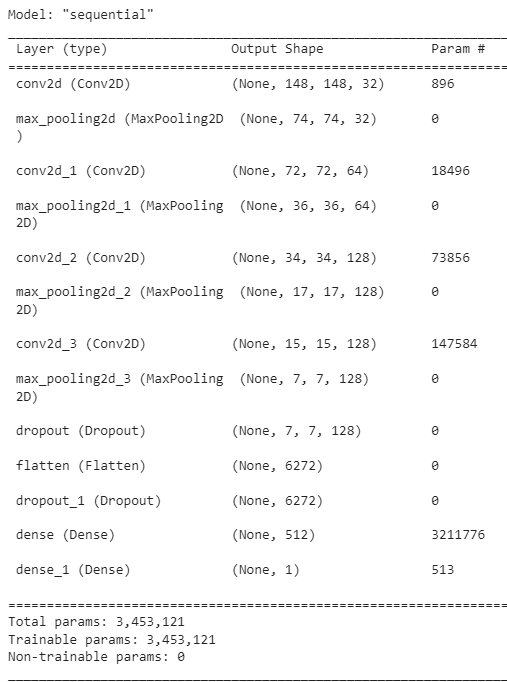 Model: "sequential"
_________________________________________________________________
Layer (type) Output Shape Param #
=================================================================
conv2d (Conv2D) (None, 148, 148, 32) 896
max_pooling2d (MaxPooling2D (None, 74, 74, 32) 0
)
conv2d_1 (Conv2D) (None, 72, 72, 64) 18496
max_pooling2d_1 (MaxPooling (None, 36, 36, 64) 0
2D)
conv2d_2 (Conv2D) (None, 34, 34, 128) 73856
max_pooling2d_2 (MaxPooling (None, 17, 17, 128) 0
2D)
conv2d_3 (Conv2D) (None, 15, 15, 128) 147584
max_pooling2d_3 (MaxPooling (None, 7, 7, 128) 0
2D)
dropout (Dropout) (None, 7, 7, 128) 0
flatten (Flatten) (None, 6272) 0
dropout_1 (Dropout) (None, 6272) 0
dense (Dense) (None, 512) 3211776
dense_1 (Dense) (None, 1) 513
=================================================================
Total params: 3,453,121
Trainable params: 3,453,121
Non-trainable params: 0
_________________________________________________________________